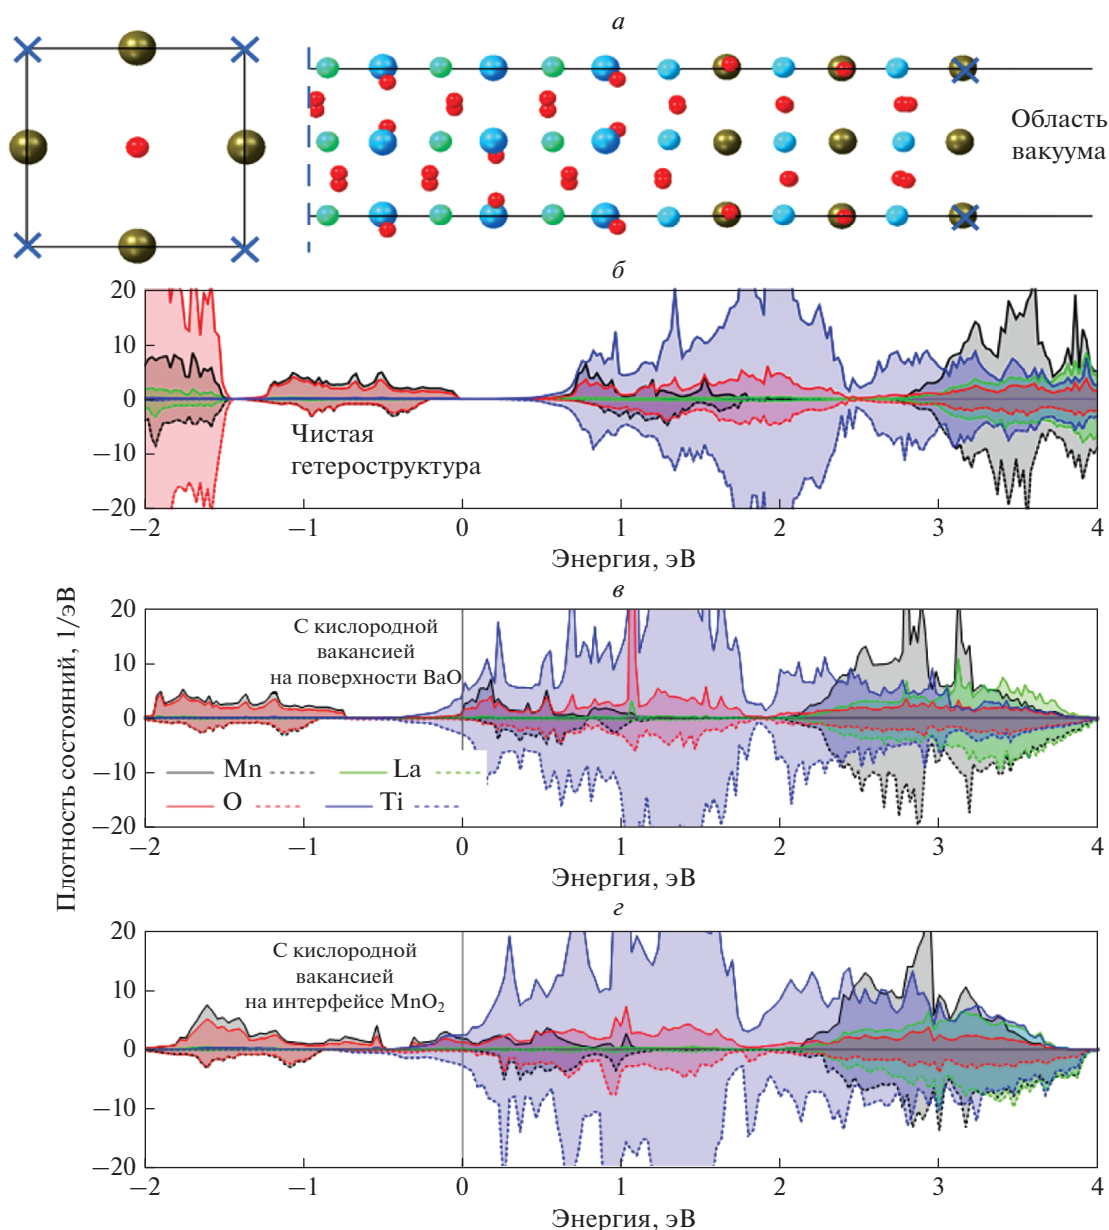 а
Область
вакуума
б
20
10
0
−10
−20
Чистая
гетероструктура
−2 −1 0 1 2 3 4
Энергия, эВ
Плотность состояний, 1/эВ
в
20
10
0
−10
−20
С кислородной
вакансией
на поверхности BaO
Mn La
O Ti
−2 −1 0 1 2 3 4
Энергия, эВ
г
20
10
0
−10
−20
С кислородной
вакансией
на интерфейсе MnO₂
−2 −1 0 1 2 3 4
Энергия, эВ